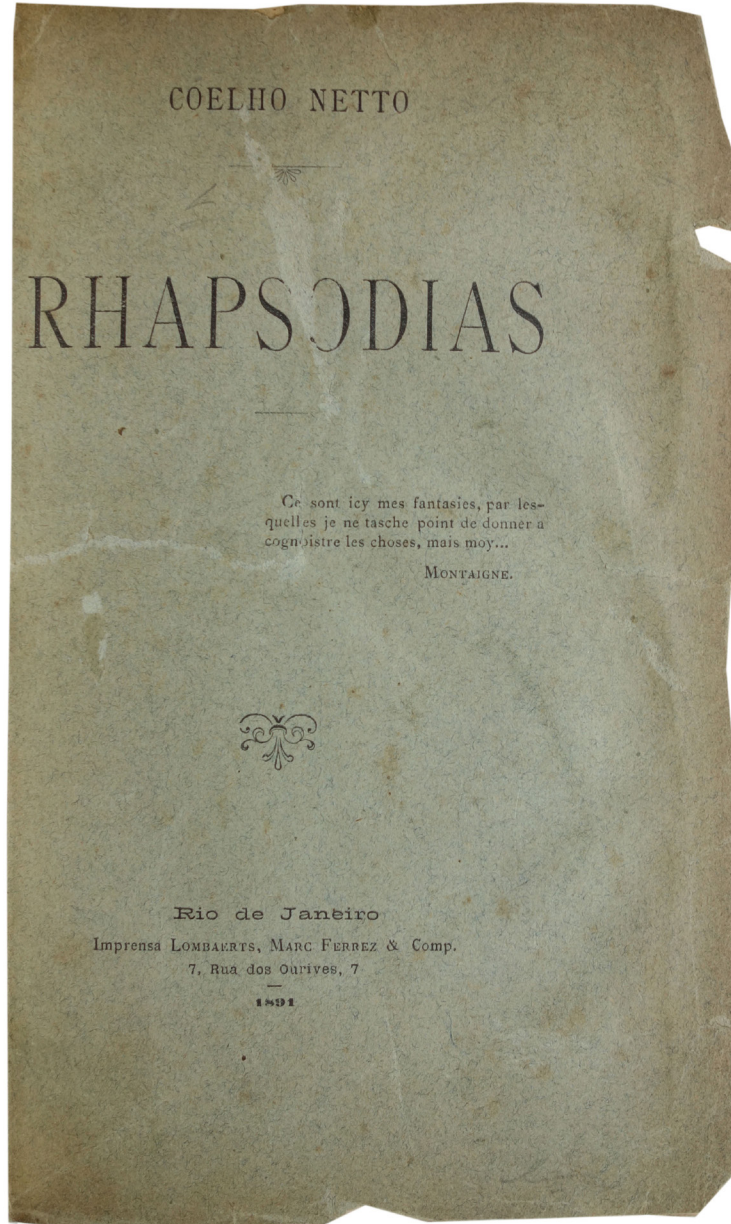 COELHO NETTO
RHAPSODIAS
Ce sont icy mes fantasies, par les-
quelles je ne tasche point de donner a
cognoistre les choses, mais moy...
MONTAIGNE.
Rio de Janeiro
Imprensa LOMBAERTS, MARC FERREZ & Comp.
7, Rua dos Ourives, 7
1891